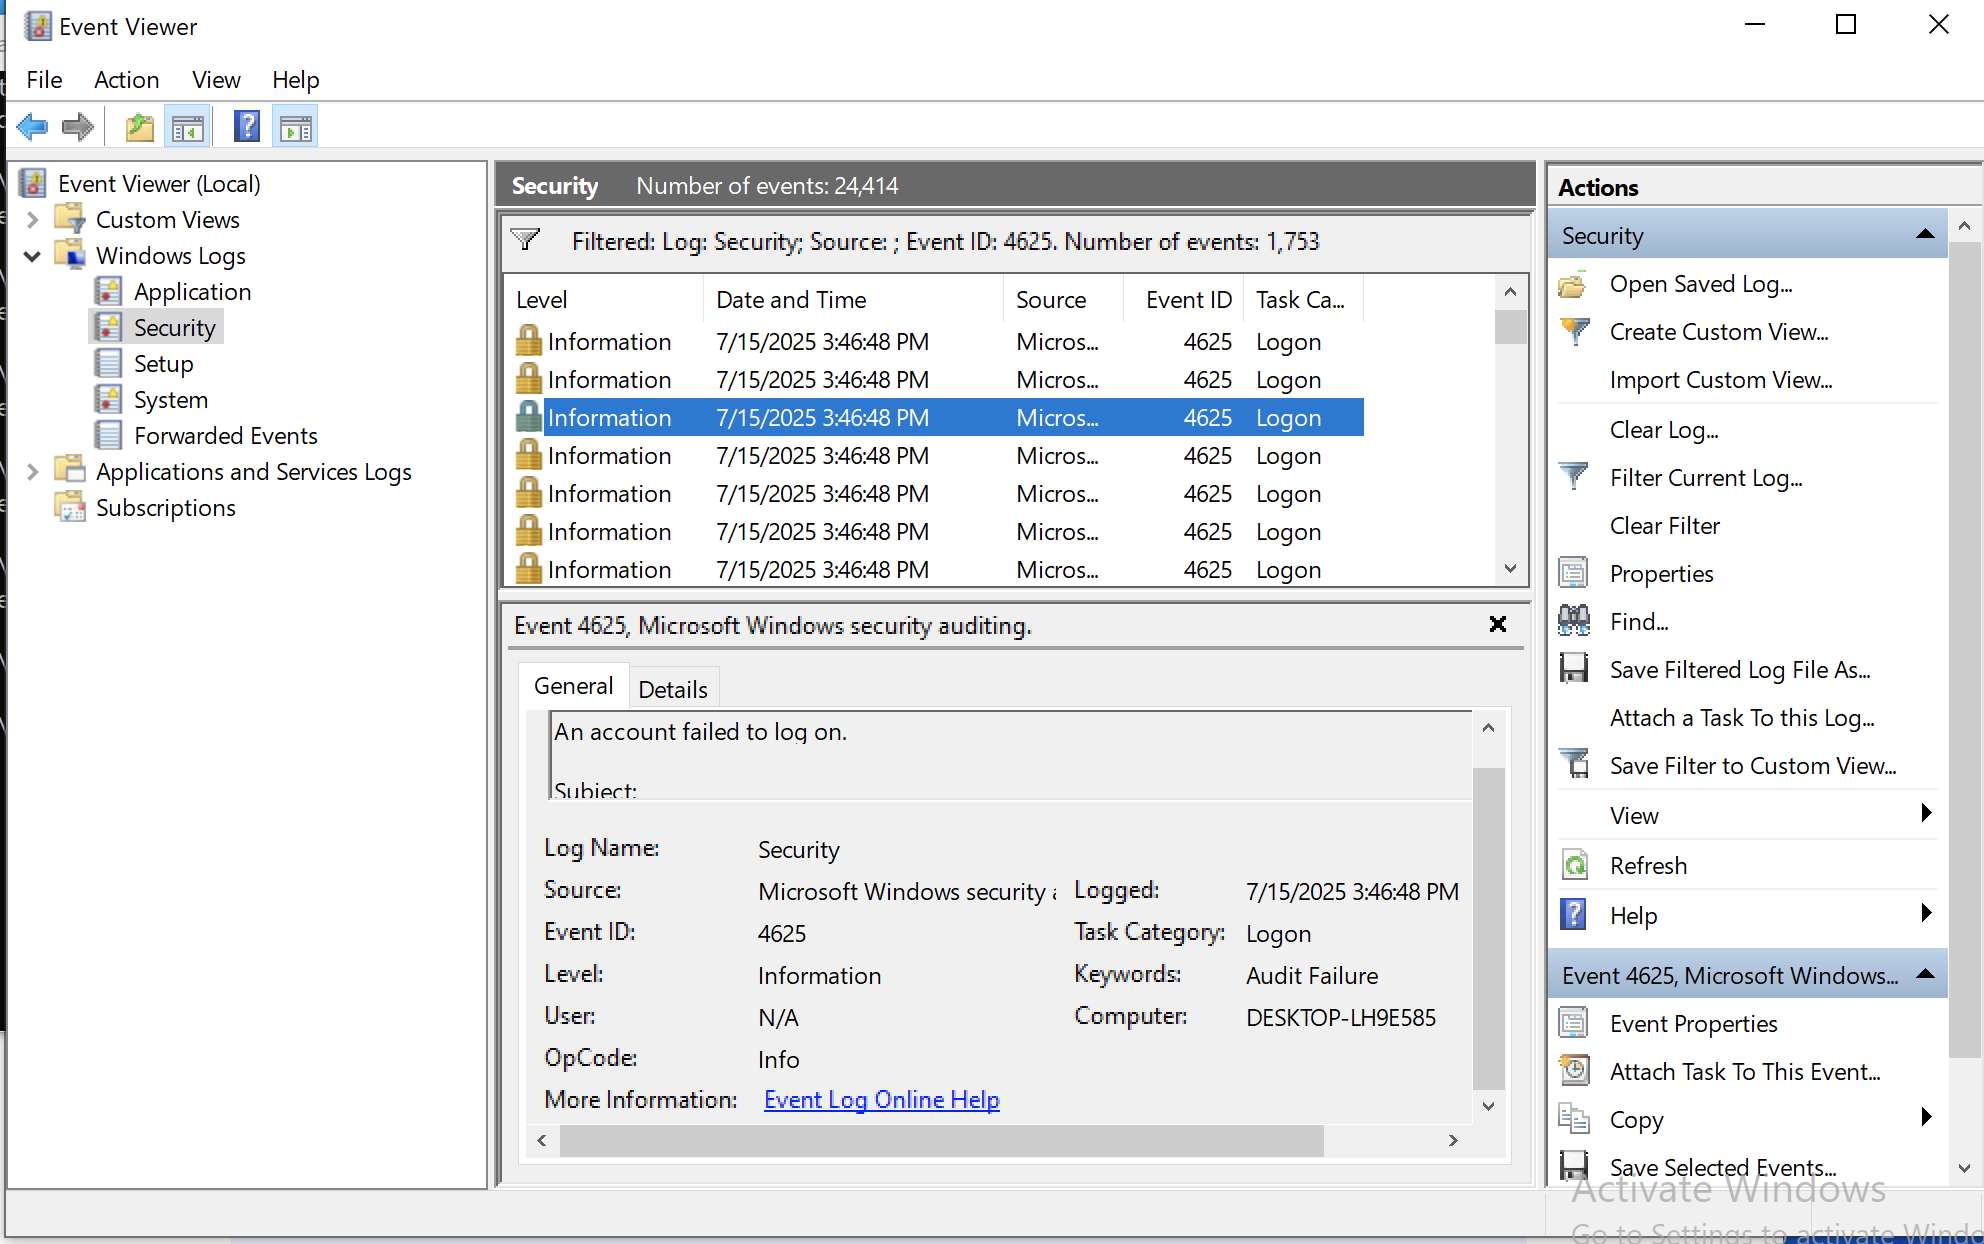 Event Viewer
File Action View Help
Event Viewer (Local)
Custom Views
Windows Logs
Application
Security
Setup
System
Forwarded Events
Applications and Services Logs
Subscriptions
Security Number of events: 24,414
Filtered: Log: Security; Source: ; Event ID: 4625. Number of events: 1,753
Level Date and Time Source Event ID Task Ca...
Information 7/15/2025 3:46:48 PM Micros... 4625 Logon
Information 7/15/2025 3:46:48 PM Micros... 4625 Logon
Information 7/15/2025 3:46:48 PM Micros... 4625 Logon
Information 7/15/2025 3:46:48 PM Micros... 4625 Logon
Information 7/15/2025 3:46:48 PM Micros... 4625 Logon
Information 7/15/2025 3:46:48 PM Micros... 4625 Logon
Information 7/15/2025 3:46:48 PM Micros... 4625 Logon
Event 4625, Microsoft Windows security auditing.
General Details
An account failed to log on.
Subject:
Log Name: Security
Source: Microsoft Windows security Logged: 7/15/2025 3:46:48 PM
Event ID: 4625 Task Category: Logon
Level: Information Keywords: Audit Failure
User: N/A Computer: DESKTOP-LH9E585
OpCode: Info
More Information: Event Log Online Help
Actions
Security
Open Saved Log...
Create Custom View...
Import Custom View...
Clear Log...
Filter Current Log...
Clear Filter
Properties
Find...
Save Filtered Log File As...
Attach a Task To this Log...
Save Filter to Custom View...
View
Refresh
Help
Event 4625, Microsoft Windows...
Event Properties
Attach Task To This Event...
Copy
Save Selected Events...
Activate Windows
Go to Settings to activate